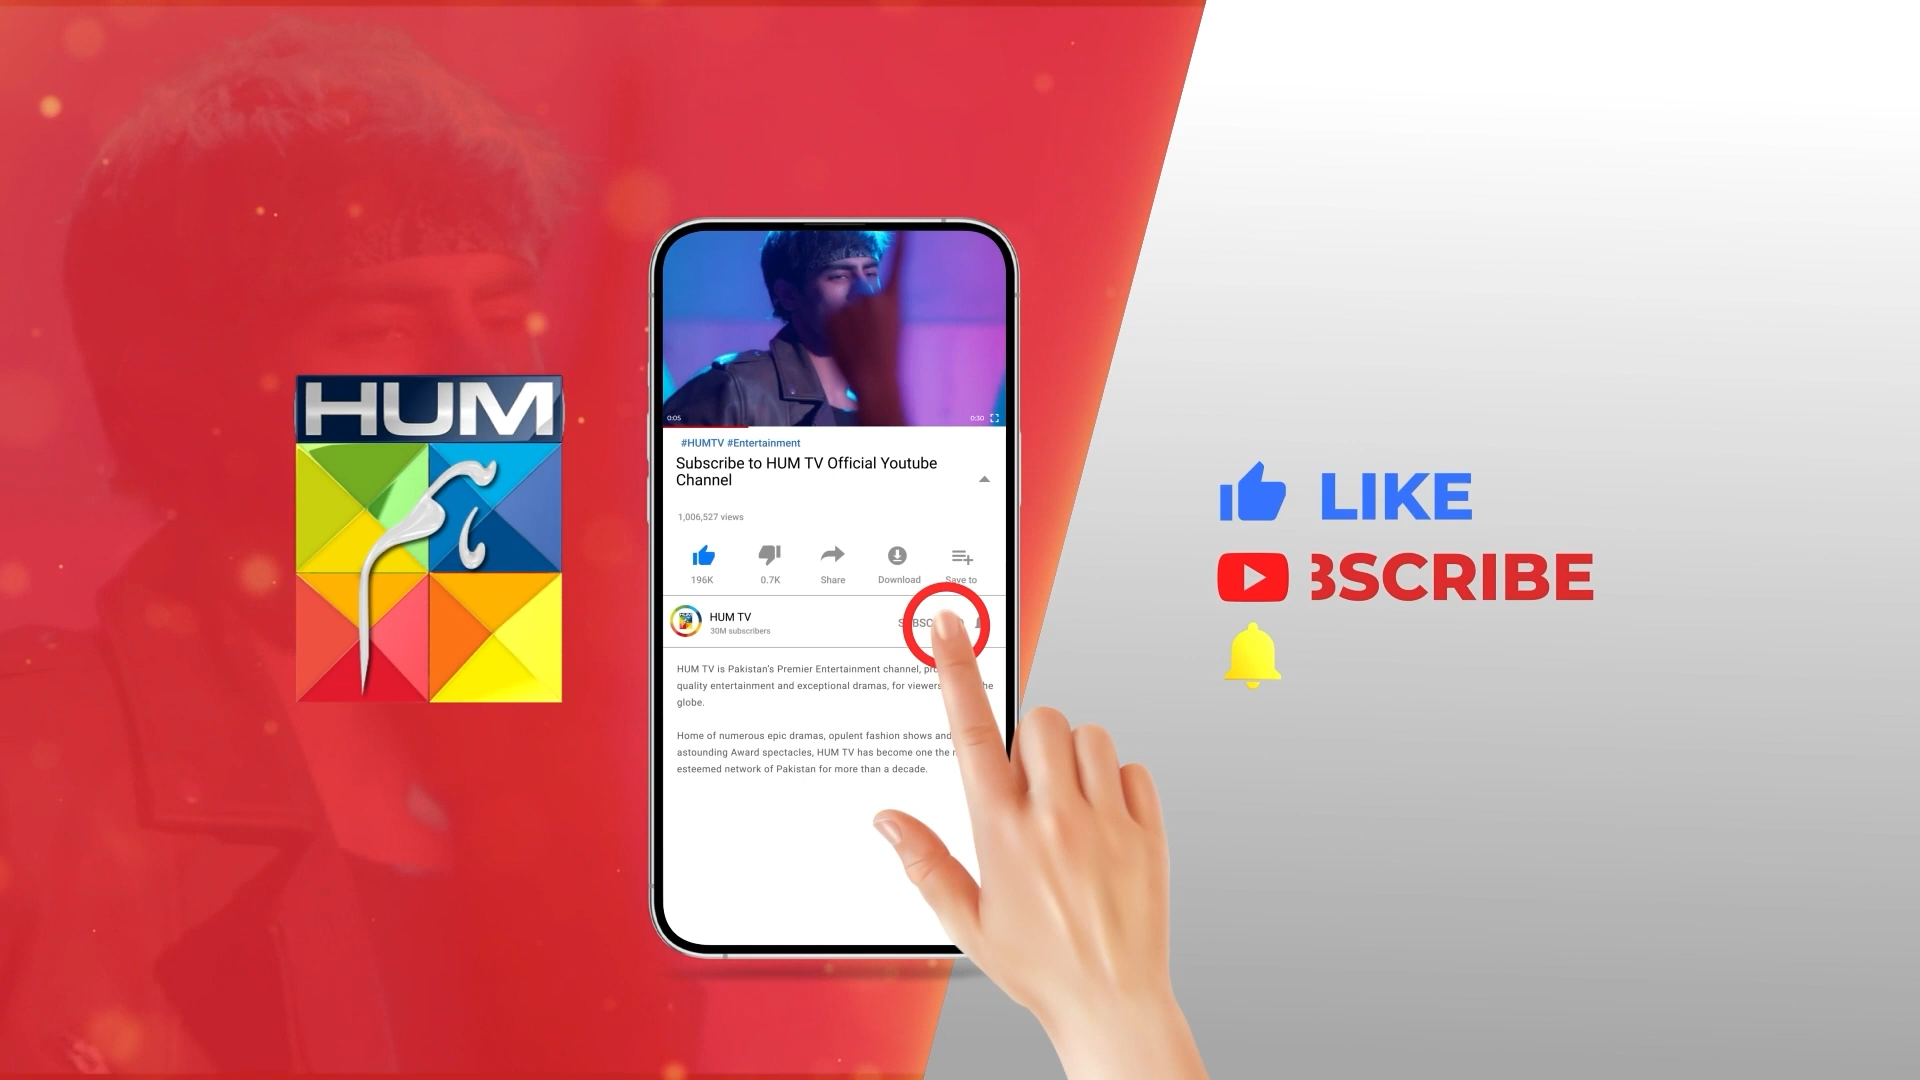 HUM
ہم
0:05
0:30
#HUMTV #Entertainment
Subscribe to HUM TV Official Youtube
Channel
1,006,527 views
196K
0.7K
Share
Download
Save to
HUM TV
30M subscribers
HUM TV is Pakistan's Premier Entertainment channel,
quality entertainment and exceptional dramas, for viewers
globe.
Home of numerous epic dramas, opulent fashion shows and
astounding Award spectacles, HUM TV has become one the
esteemed network of Pakistan for more than a decade.
LIKE
BSCRIBE